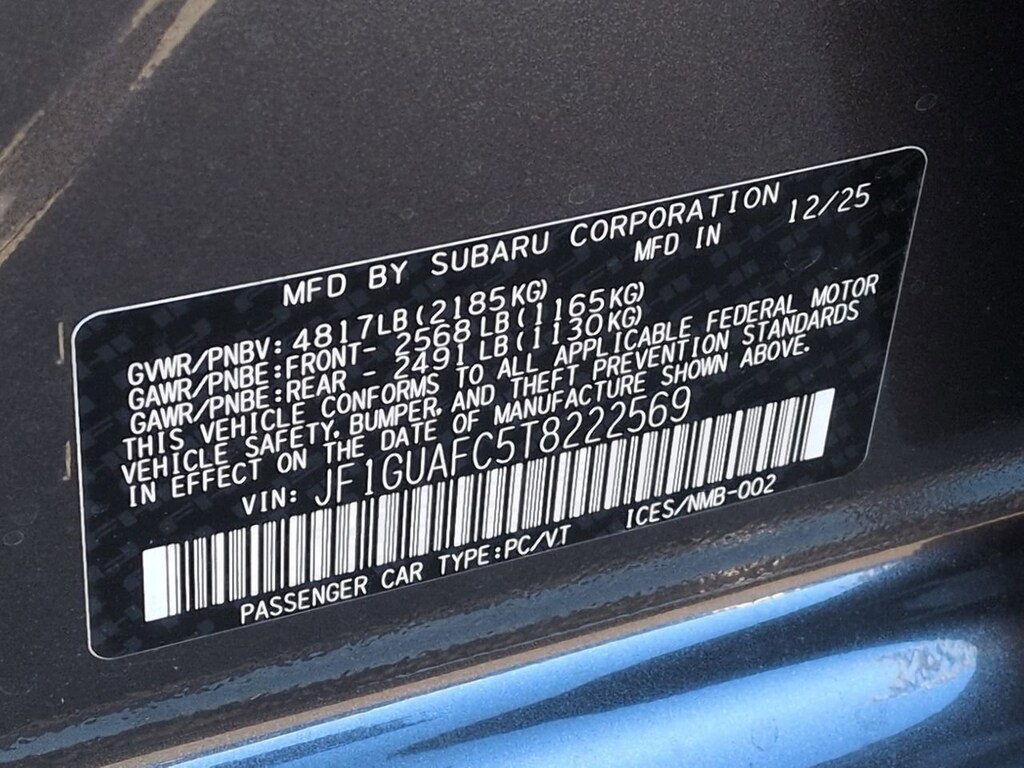 MFD BY SUBARU CORPORATION
MFD IN 12/25
GVWR/PNBV: 4817LB(2185KG)
GAWR/PNBE:FRONT- 2568LB(1165KG)
GAWR/PNBE:REAR - 2491LB(1130KG)
THIS VEHICLE CONFORMS TO ALL APPLICABLE FEDERAL MOTOR
VEHICLE SAFETY, BUMPER, AND THEFT PREVENTION STANDARDS
IN EFFECT ON THE DATE OF MANUFACTURE SHOWN ABOVE.
VIN: JF1GUAFC5T8222569
PASSENGER CAR TYPE:PC/VT ICES/NMB-002